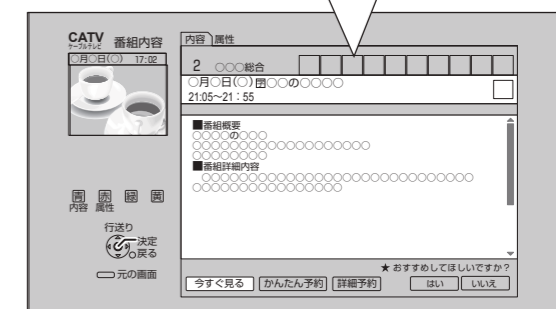 CATV
ケーブルテレビ
番組内容
○月○日(○) 17:02
内容 属性
2 ○○○総合
○月○日(○)団○○の○○○○
21:05~21:55
■番組概要
○○○○の○○○
○○○○○○○○○○○○○○○○○○○○
○○○○○○○○
■番組詳細内容
○○○○○○○○○○○○○○○○○○○○○○○○○○○○○○
○○○○○○○○○○○○○○○○
青 赤 緑 黄
内容 属性
行送り
決定
戻る
元の画面
★おすすめしてほしいですか?
今すぐ見る かんたん予約 詳細予約 はい いいえ